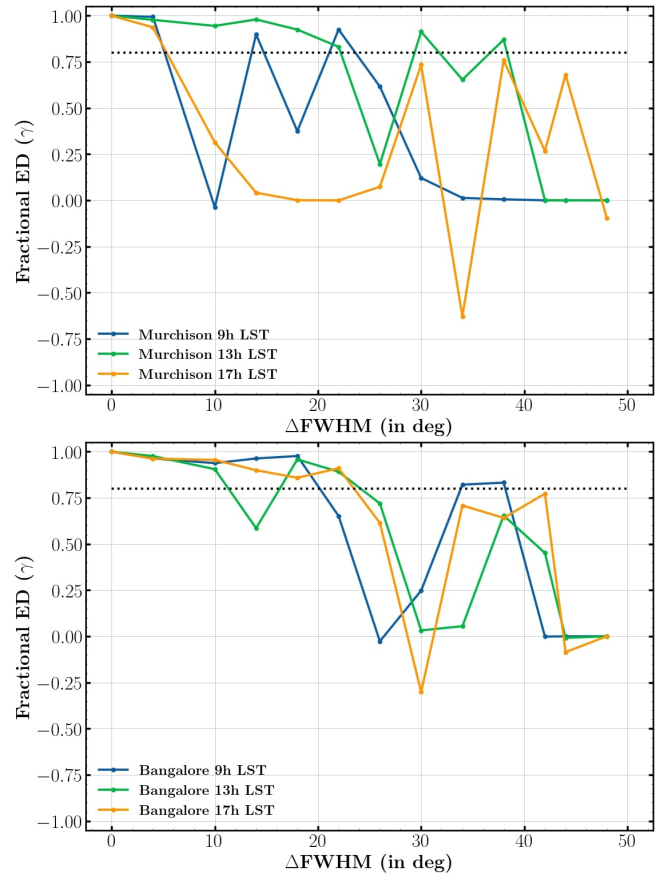 1.00
0.75
0.50
0.25
0.00
−0.25
−0.50
−0.75
−1.00
Fractional ED (γ)
Murchison 9h LST
Murchison 13h LST
Murchison 17h LST
0 10 20 30 40 50
ΔFWHM (in deg)
1.00
0.75
0.50
0.25
0.00
−0.25
−0.50
−0.75
−1.00
Fractional ED (γ)
Bangalore 9h LST
Bangalore 13h LST
Bangalore 17h LST
0 10 20 30 40 50
ΔFWHM (in deg)